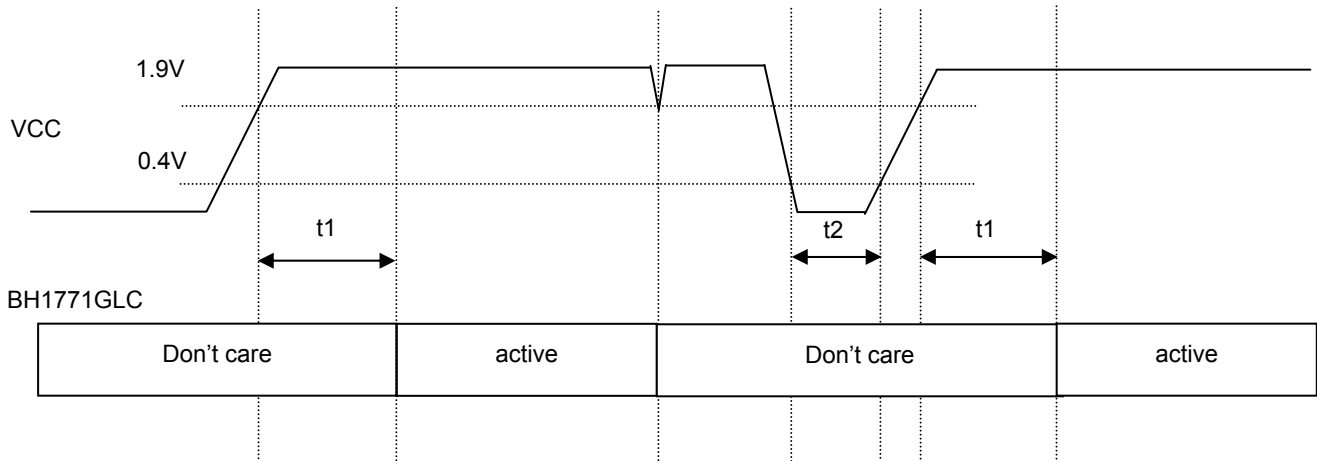 1.9V
VCC
0.4V
t1
t2
t1
BH1771GLC
Don't care
active
Don't care
active